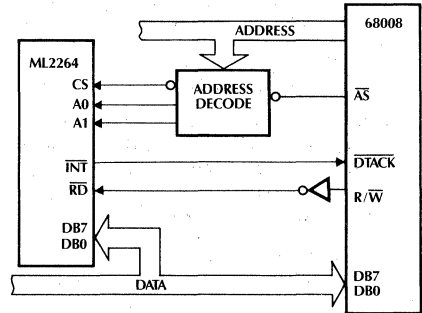 ADDRESS
68008
ML2264
CS
A0
A1
ADDRESS
DECODE
AS
INT
DTACK
RD
R/W
DB7
DB0
DATA
DB7
DB0